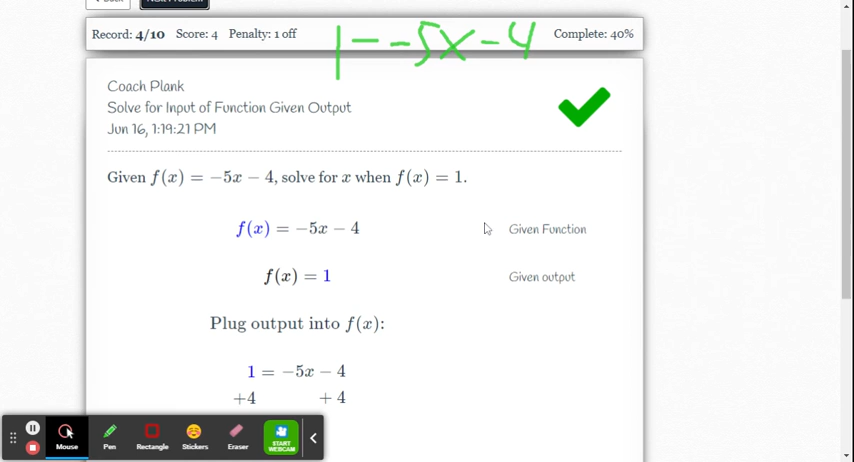 Record: 4/10 Score: 4 Penalty: 1 off
1 - -5x - 4
Complete: 40%
Coach Plank
Solve for Input of Function Given Output
Jun 16, 1:19:21 PM
Given f(x) = −5x − 4, solve for x when f(x) = 1.
f(x) = −5x − 4 Given Function
f(x) = 1 Given output
Plug output into f(x):
1 = −5x − 4
+4 + 4
Mouse Pen Rectangle Stickers Eraser START WEBCAM